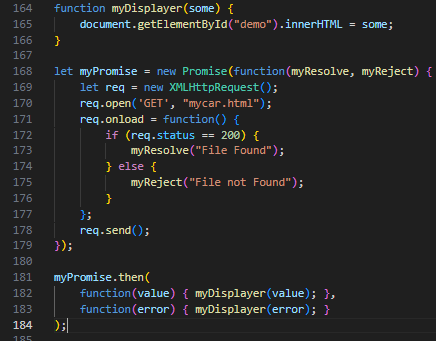 164 function myDisplayer(some) {
165     document.getElementById("demo").innerHTML = some;
166 }
167
168 let myPromise = new Promise(function(myResolve, myReject) {
169     let req = new XMLHttpRequest();
170     req.open('GET', "mycar.html");
171     req.onload = function() {
172         if (req.status == 200) {
173             myResolve("File Found");
174         } else {
175             myReject("File not Found");
176         }
177     };
178     req.send();
179 });
180
181 myPromise.then(
182     function(value) { myDisplayer(value); },
183     function(error) { myDisplayer(error); }
184 );
185